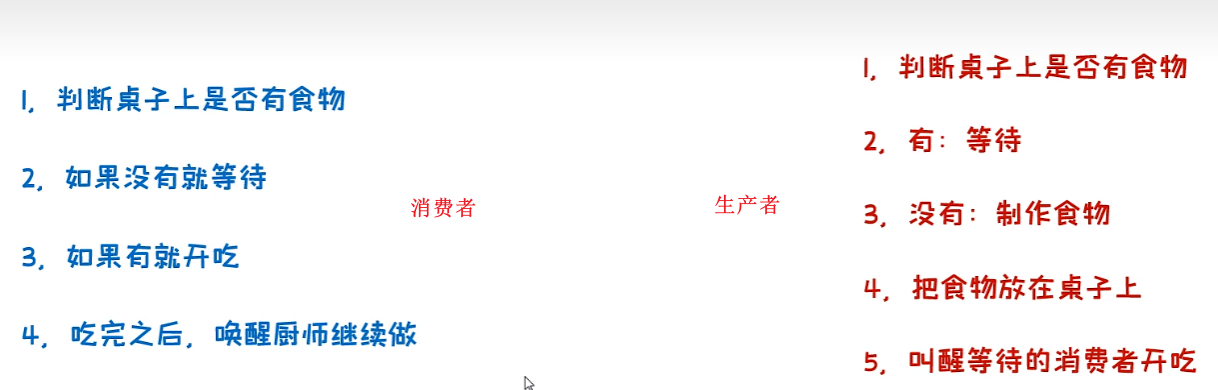 1, 判断桌子上是否有食物
2, 如果没有就等待
3, 如果有就开吃
4, 吃完之后, 唤醒厨师继续做
消费者
生产者
1, 判断桌子上是否有食物
2, 有: 等待
3, 没有: 制作食物
4, 把食物放在桌子上
5, 叫醒等待的消费者开吃